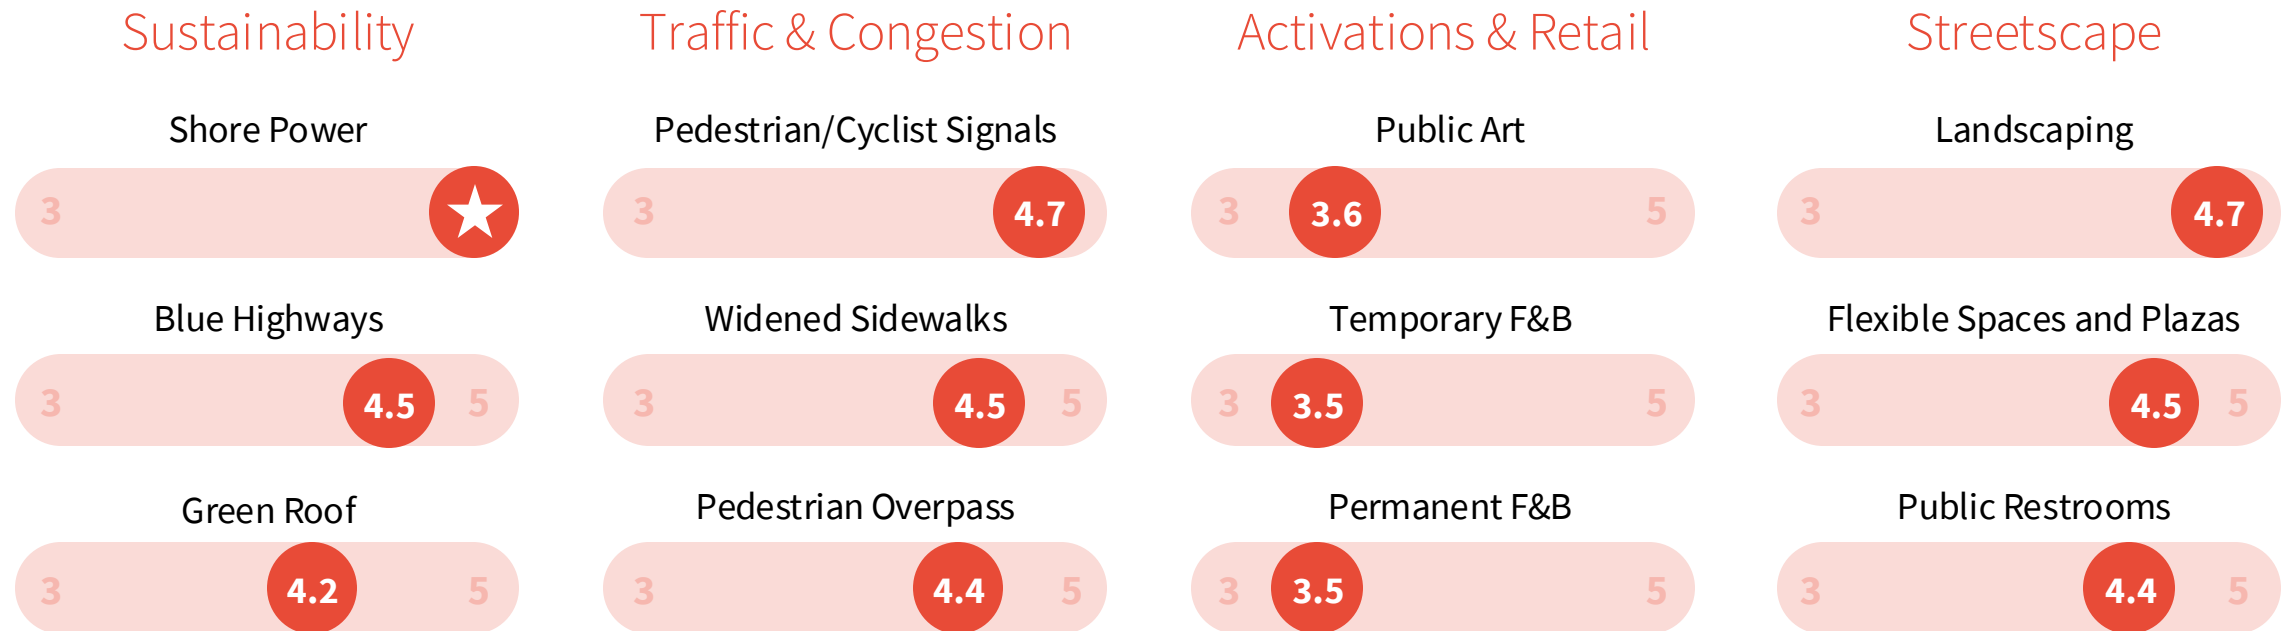 Sustainability
Traffic & Congestion
Activations & Retail
Streetscape
Shore Power
Pedestrian/Cyclist Signals
Public Art
Landscaping
3
3 4.7
3 3.6 5
3 4.7
Blue Highways
Widened Sidewalks
Temporary F&B
Flexible Spaces and Plazas
3 4.5 5
3 4.5 5
3 3.5 5
3 4.5 5
Green Roof
Pedestrian Overpass
Permanent F&B
Public Restrooms
3 4.2 5
3 4.4 5
3 3.5 5
3 4.4 5